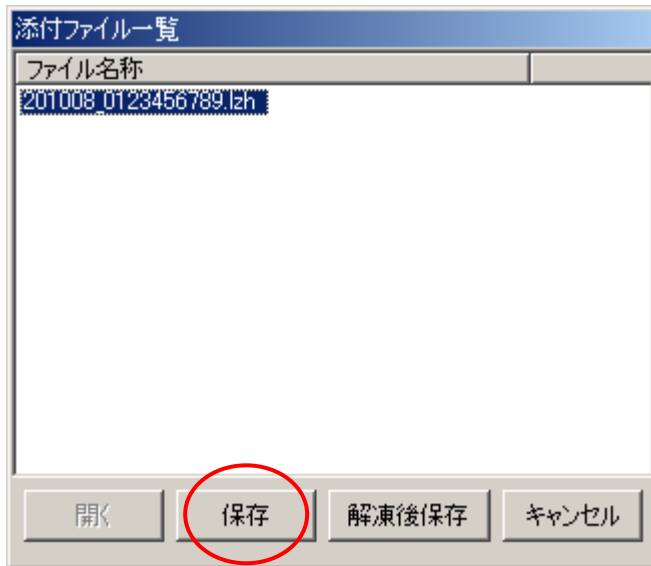 添付ファイル一覧
ファイル名称
201008_0123456789.lzh
開く
保存
解凍後保存
キャンセル